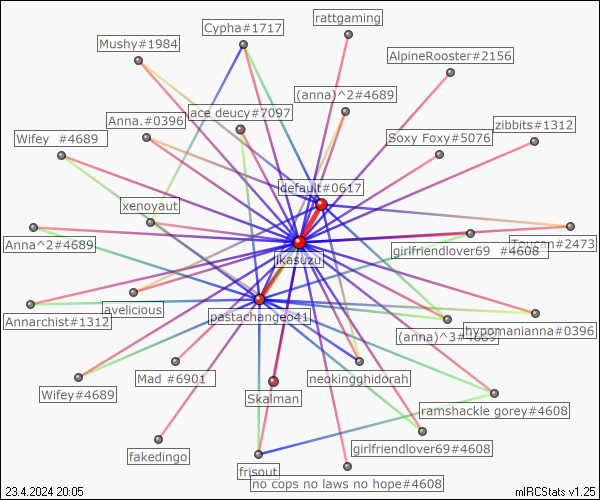 rattgaming
Cypha#1717
Mushy#1984
AlpineRooster#2156
(anna)^2#4689
ace deucy#7097
Anna.#0396
zibbits#1312
Soxy Foxy#5076
Wifey #4689
default#0617
xenoyaut
Anna^2#4689
Toucan#2473
girlfriendlover69 #4608
jikasuzu
avelicious
Annarchist#1312
pastachangeo41
hypomanianna#0396
(anna)^3#4689
Mad #6901
neokingghidorah
Wifey#4689
Skalman
ramshackle gorey#4608
girlfriendlover69#4608
fakedingo
frisout
no cops no laws no hope#4608
23.4.2024 20:05
mIRCStats v1.25